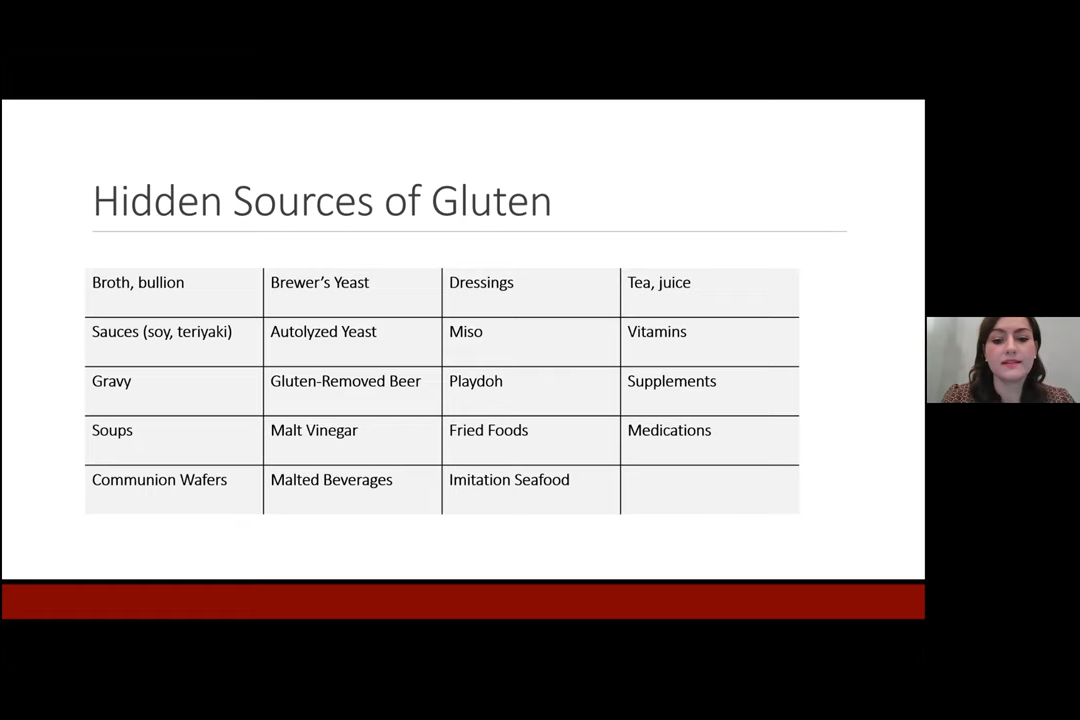 Hidden Sources of Gluten
Broth, bullion
Brewer’s Yeast
Dressings
Tea, juice
Sauces (soy, teriyaki)
Autolyzed Yeast
Miso
Vitamins
Gravy
Gluten-Removed Beer
Playdoh
Supplements
Soups
Malt Vinegar
Fried Foods
Medications
Communion Wafers
Malted Beverages
Imitation Seafood